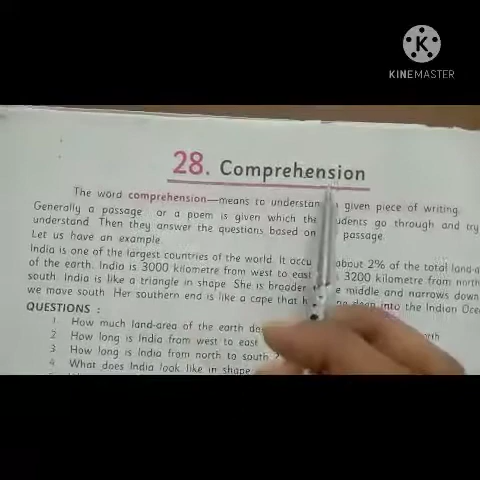 KINEMASTER
28. Comprehension
The word comprehension—means to understan given piece of writing.
Generally a passage or a poem is given which the udents go through and try
understand. Then they answer the questions based on passage.
Let us have an example.
India is one of the largest countries of the world. It occu about 2% of the total land-a
of the earth. India is 3000 kilometre from west to east 3200 kilometre from north
south. India is like a triangle in shape. She is broader e middle and narrows down
we move south. Her southern end is like a cape that h deep into the Indian Oce
QUESTIONS :
1. How much land-area of the earth do
2. How long is India from west to east rth
3. How long is India from north to south ?
4. What does India look like in shape